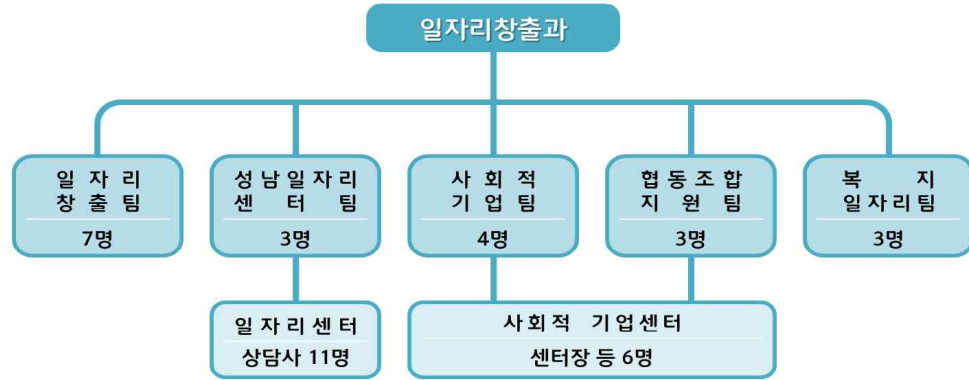 일자리창출과
일 자 리
창 출 팀
7명
성남일자리
센 터 팀
3명
사 회 적
기 업 팀
4명
협동조합
지 원 팀
3명
복 지
일자리팀
3명
일자리센터
상담사 11명
사회적 기업센터
센터장 등 6명